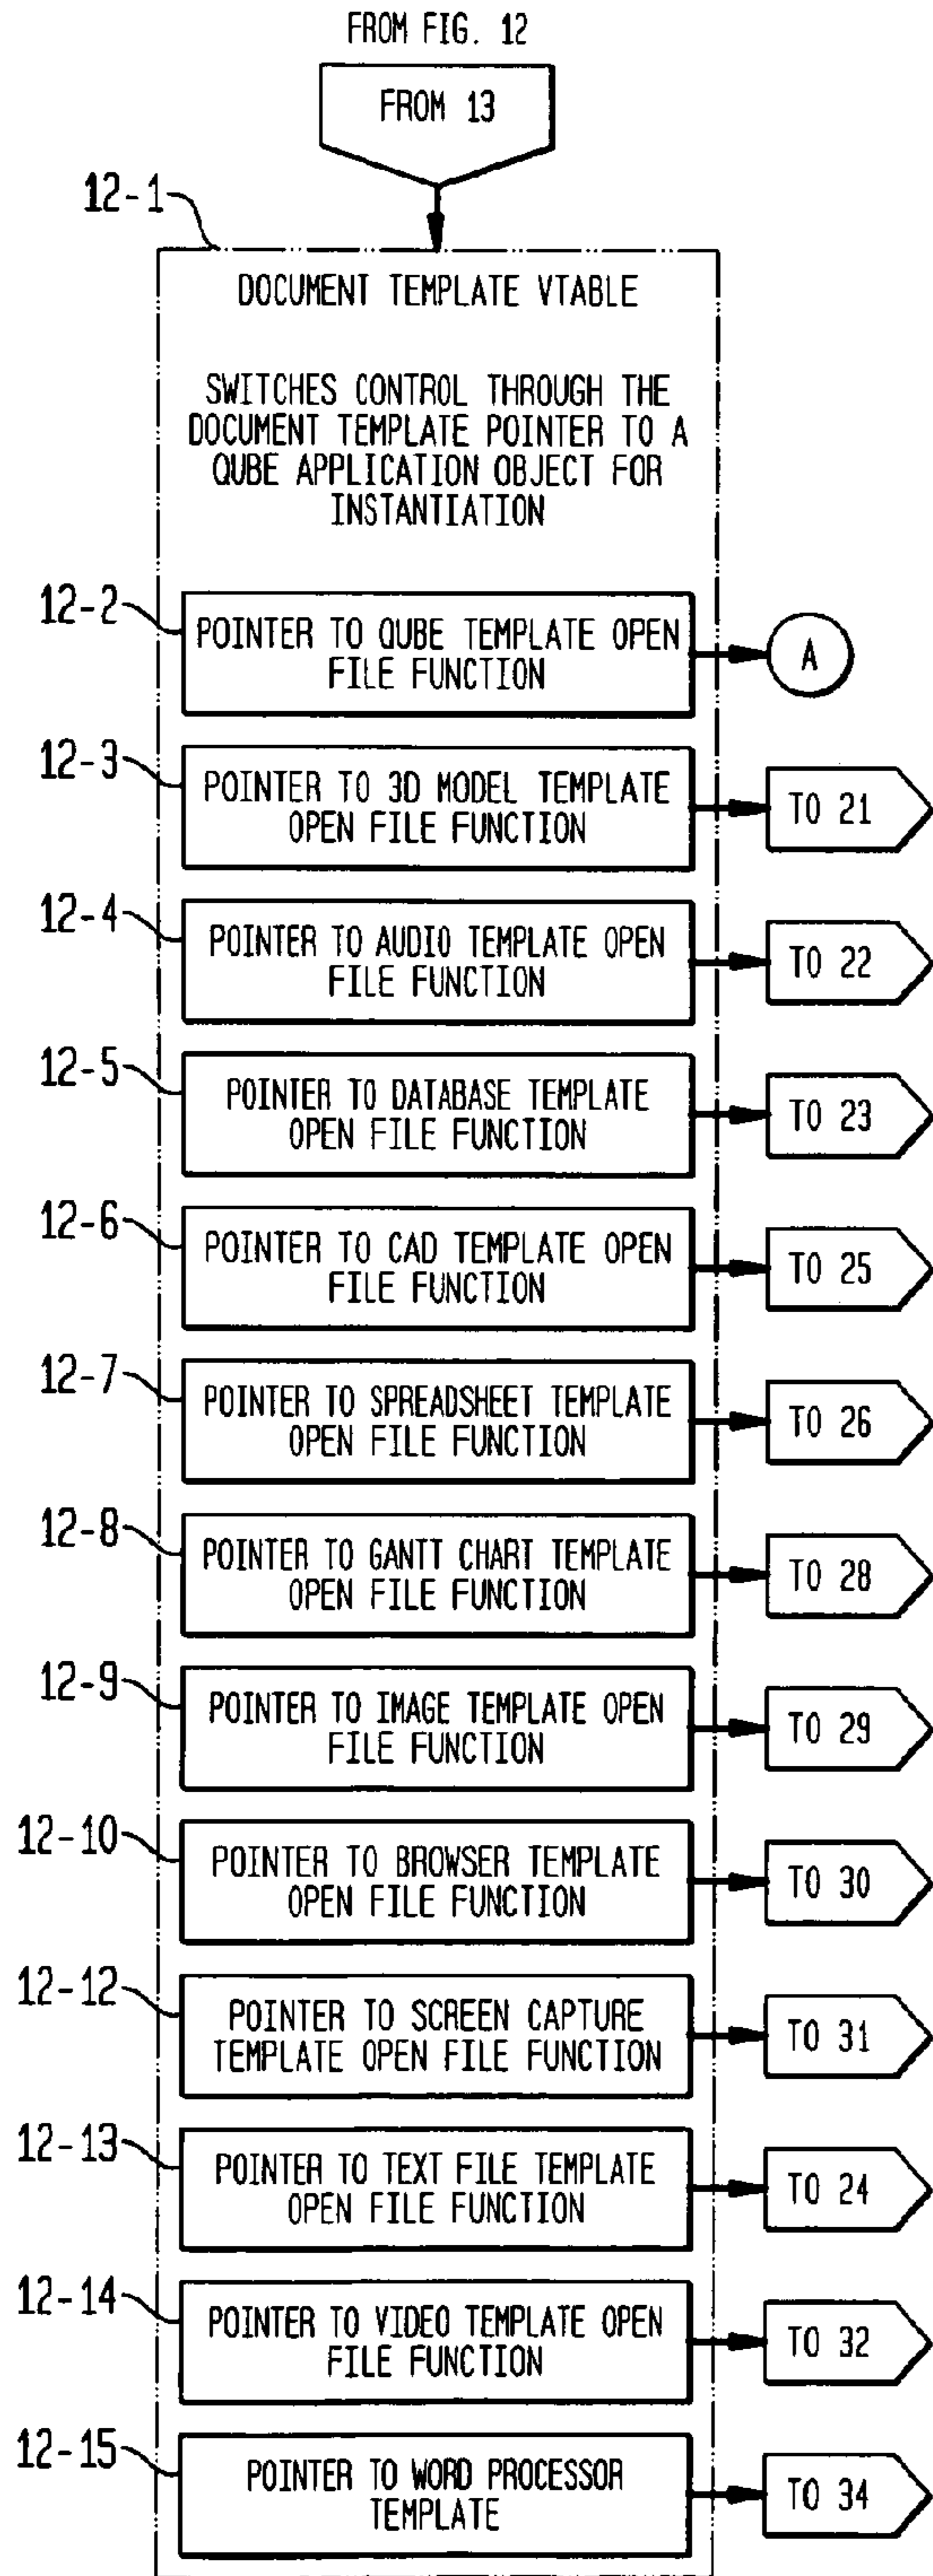 FROM FIG. 12
FROM 13
12-1
DOCUMENT TEMPLATE VTABLE
SWITCHES CONTROL THROUGH THE
DOCUMENT TEMPLATE POINTER TO A
QUBE APPLICATION OBJECT FOR
INSTANTIATION
12-2
POINTER TO QUBE TEMPLATE OPEN
FILE FUNCTION
A
12-3
POINTER TO 3D MODEL TEMPLATE
OPEN FILE FUNCTION
TO 21
12-4
POINTER TO AUDIO TEMPLATE OPEN
FILE FUNCTION
TO 22
12-5
POINTER TO DATABASE TEMPLATE
OPEN FILE FUNCTION
TO 23
12-6
POINTER TO CAD TEMPLATE OPEN
FILE FUNCTION
TO 25
12-7
POINTER TO SPREADSHEET TEMPLATE
OPEN FILE FUNCTION
TO 26
12-8
POINTER TO GANTT CHART TEMPLATE
OPEN FILE FUNCTION
TO 28
12-9
POINTER TO IMAGE TEMPLATE OPEN
FILE FUNCTION
TO 29
12-10
POINTER TO BROWSER TEMPLATE
OPEN FILE FUNCTION
TO 30
12-12
POINTER TO SCREEN CAPTURE
TEMPLATE OPEN FILE FUNCTION
TO 31
12-13
POINTER TO TEXT FILE TEMPLATE
OPEN FILE FUNCTION
TO 24
12-14
POINTER TO VIDEO TEMPLATE OPEN
FILE FUNCTION
TO 32
12-15
POINTER TO WORD PROCESSOR
TEMPLATE
TO 34